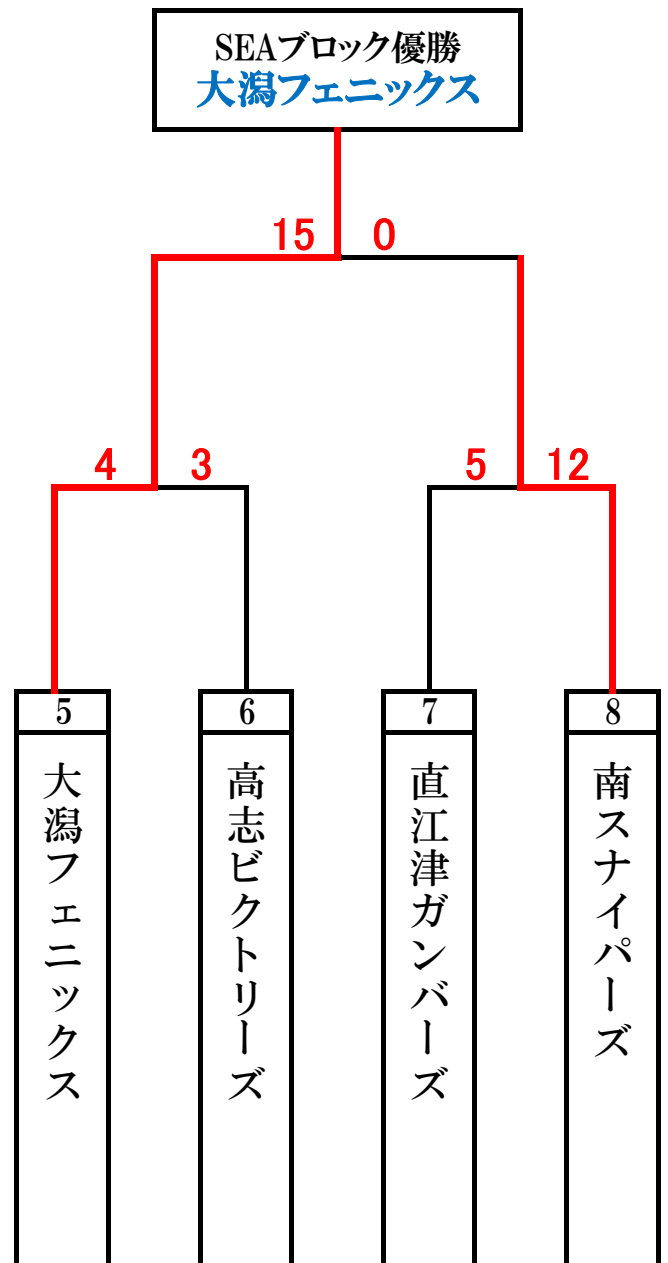 SEAブロック優勝
大潟フェニックス
15 0
4 3 5 12
5 6 7 8
大潟フェニックス
高志ビクトリーズ
直江津ガンバーズ
南スナイパーズ